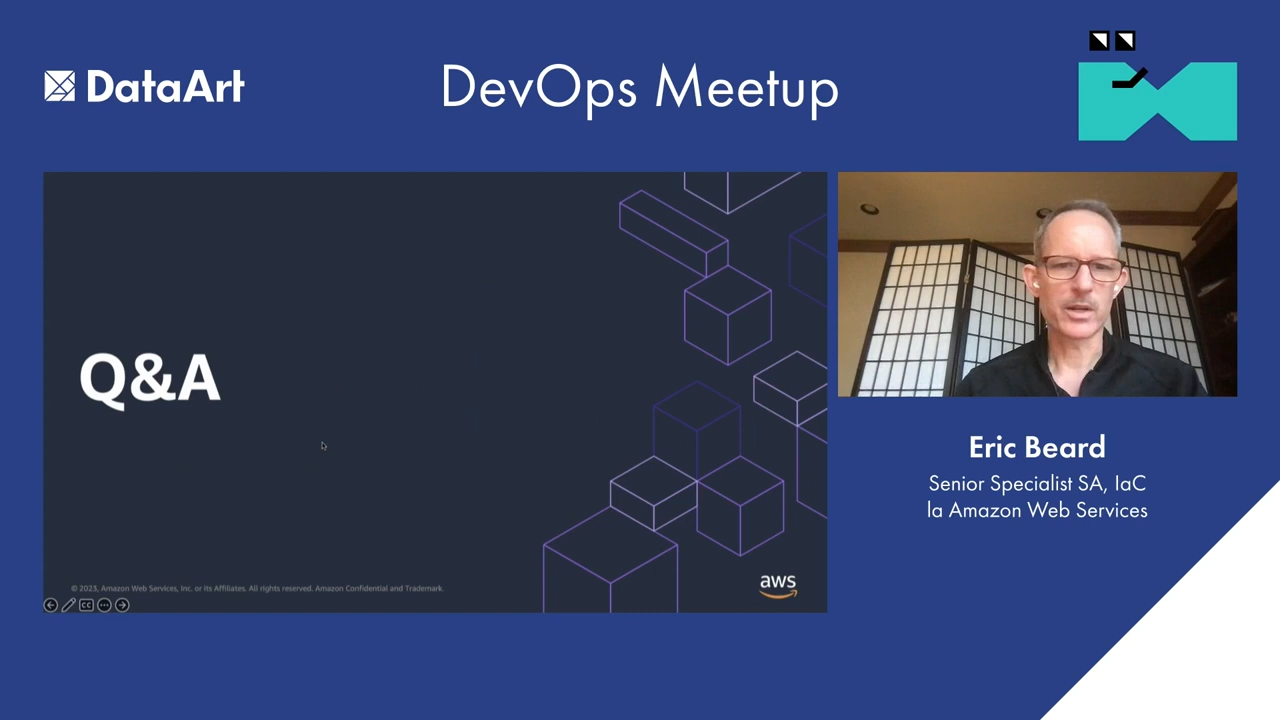 DataArt
DevOps Meetup
Q&A
© 2023, Amazon Web Services, Inc. or its Affiliates. All rights reserved. Amazon Confidential and Trademark.
CC
aws
Eric Beard
Senior Specialist SA, IaC
la Amazon Web Services